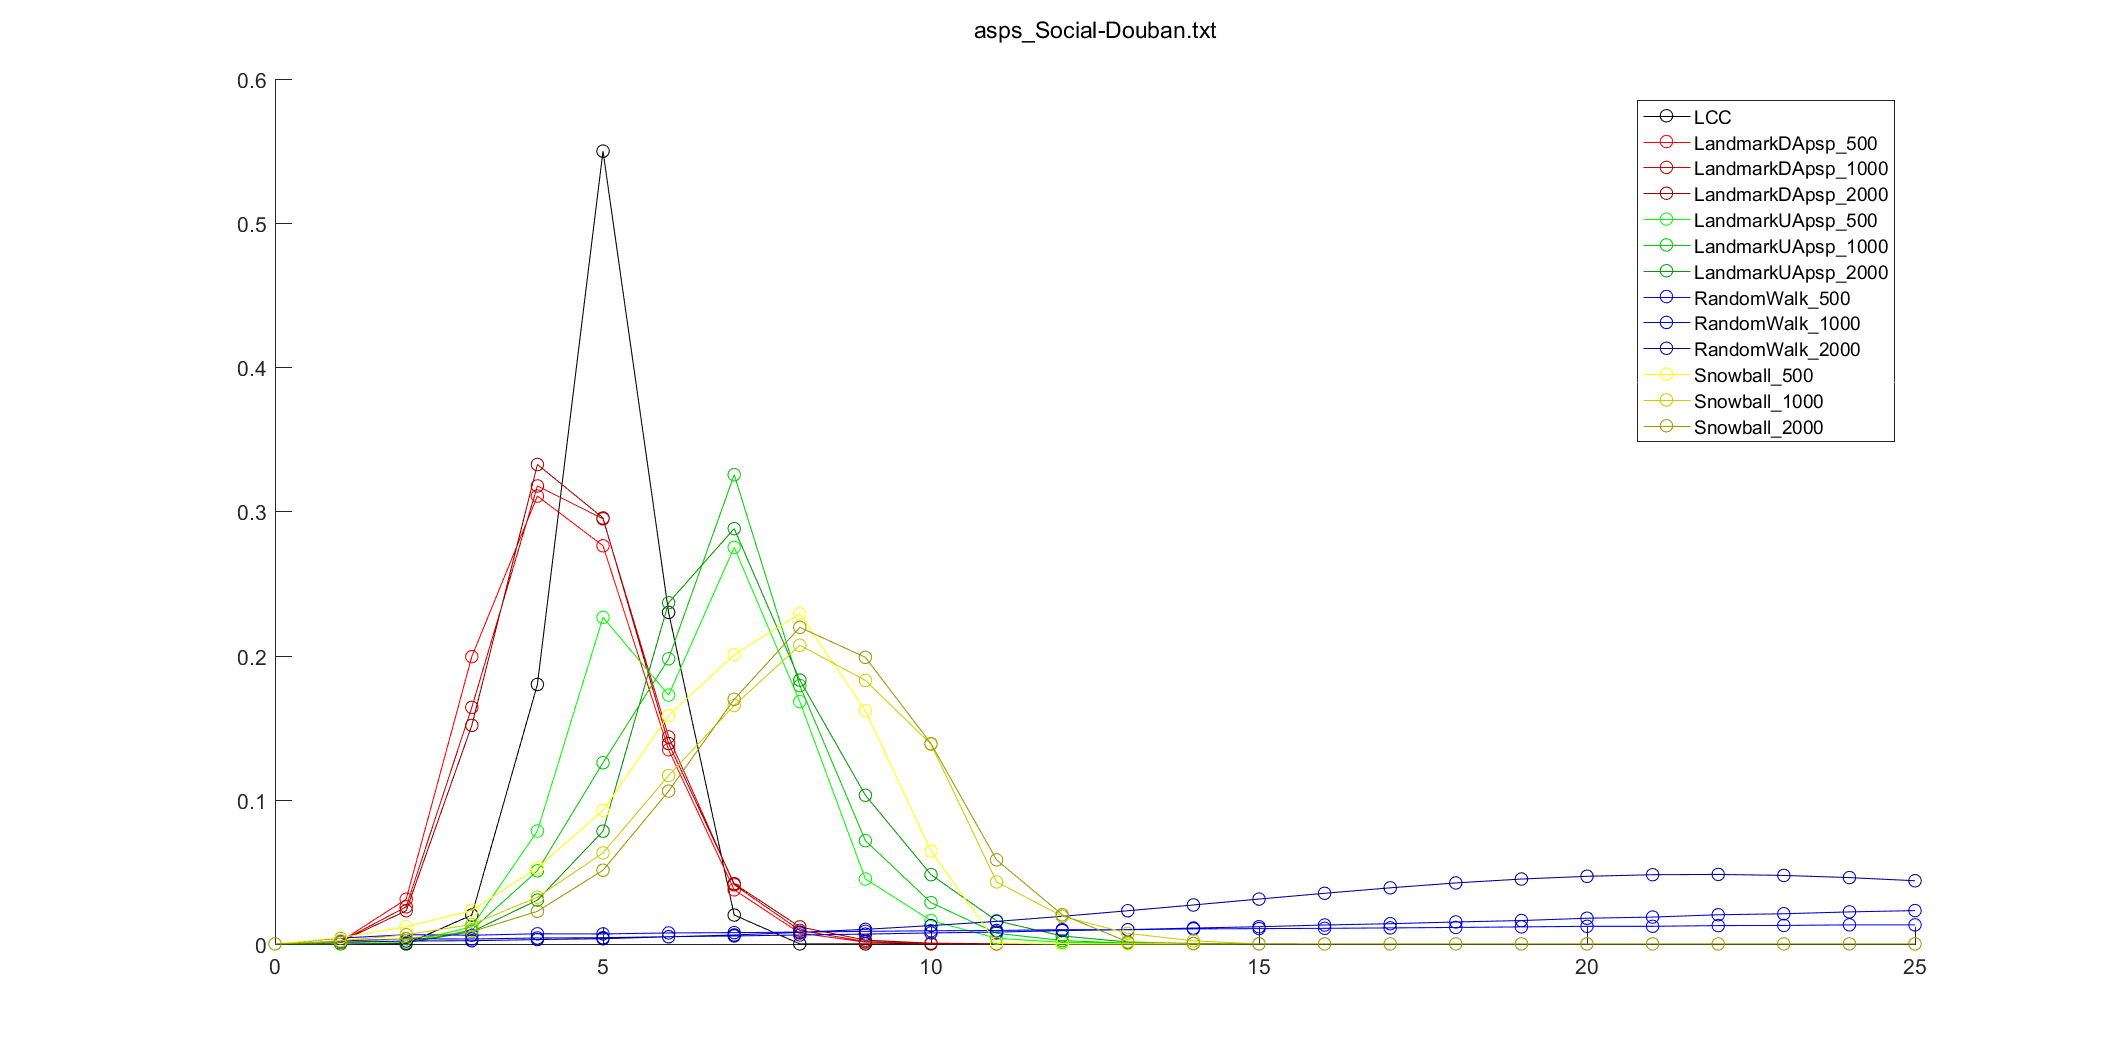 asps_Social-Douban.txt
0.6
0.5
0.4
0.3
0.2
0.1
0
0 5 10 15 20 25
LCC
LandmarkDApsp_500
LandmarkDApsp_1000
LandmarkDApsp_2000
LandmarkUApsp_500
LandmarkUApsp_1000
LandmarkUApsp_2000
RandomWalk_500
RandomWalk_1000
RandomWalk_2000
Snowball_500
Snowball_1000
Snowball_2000